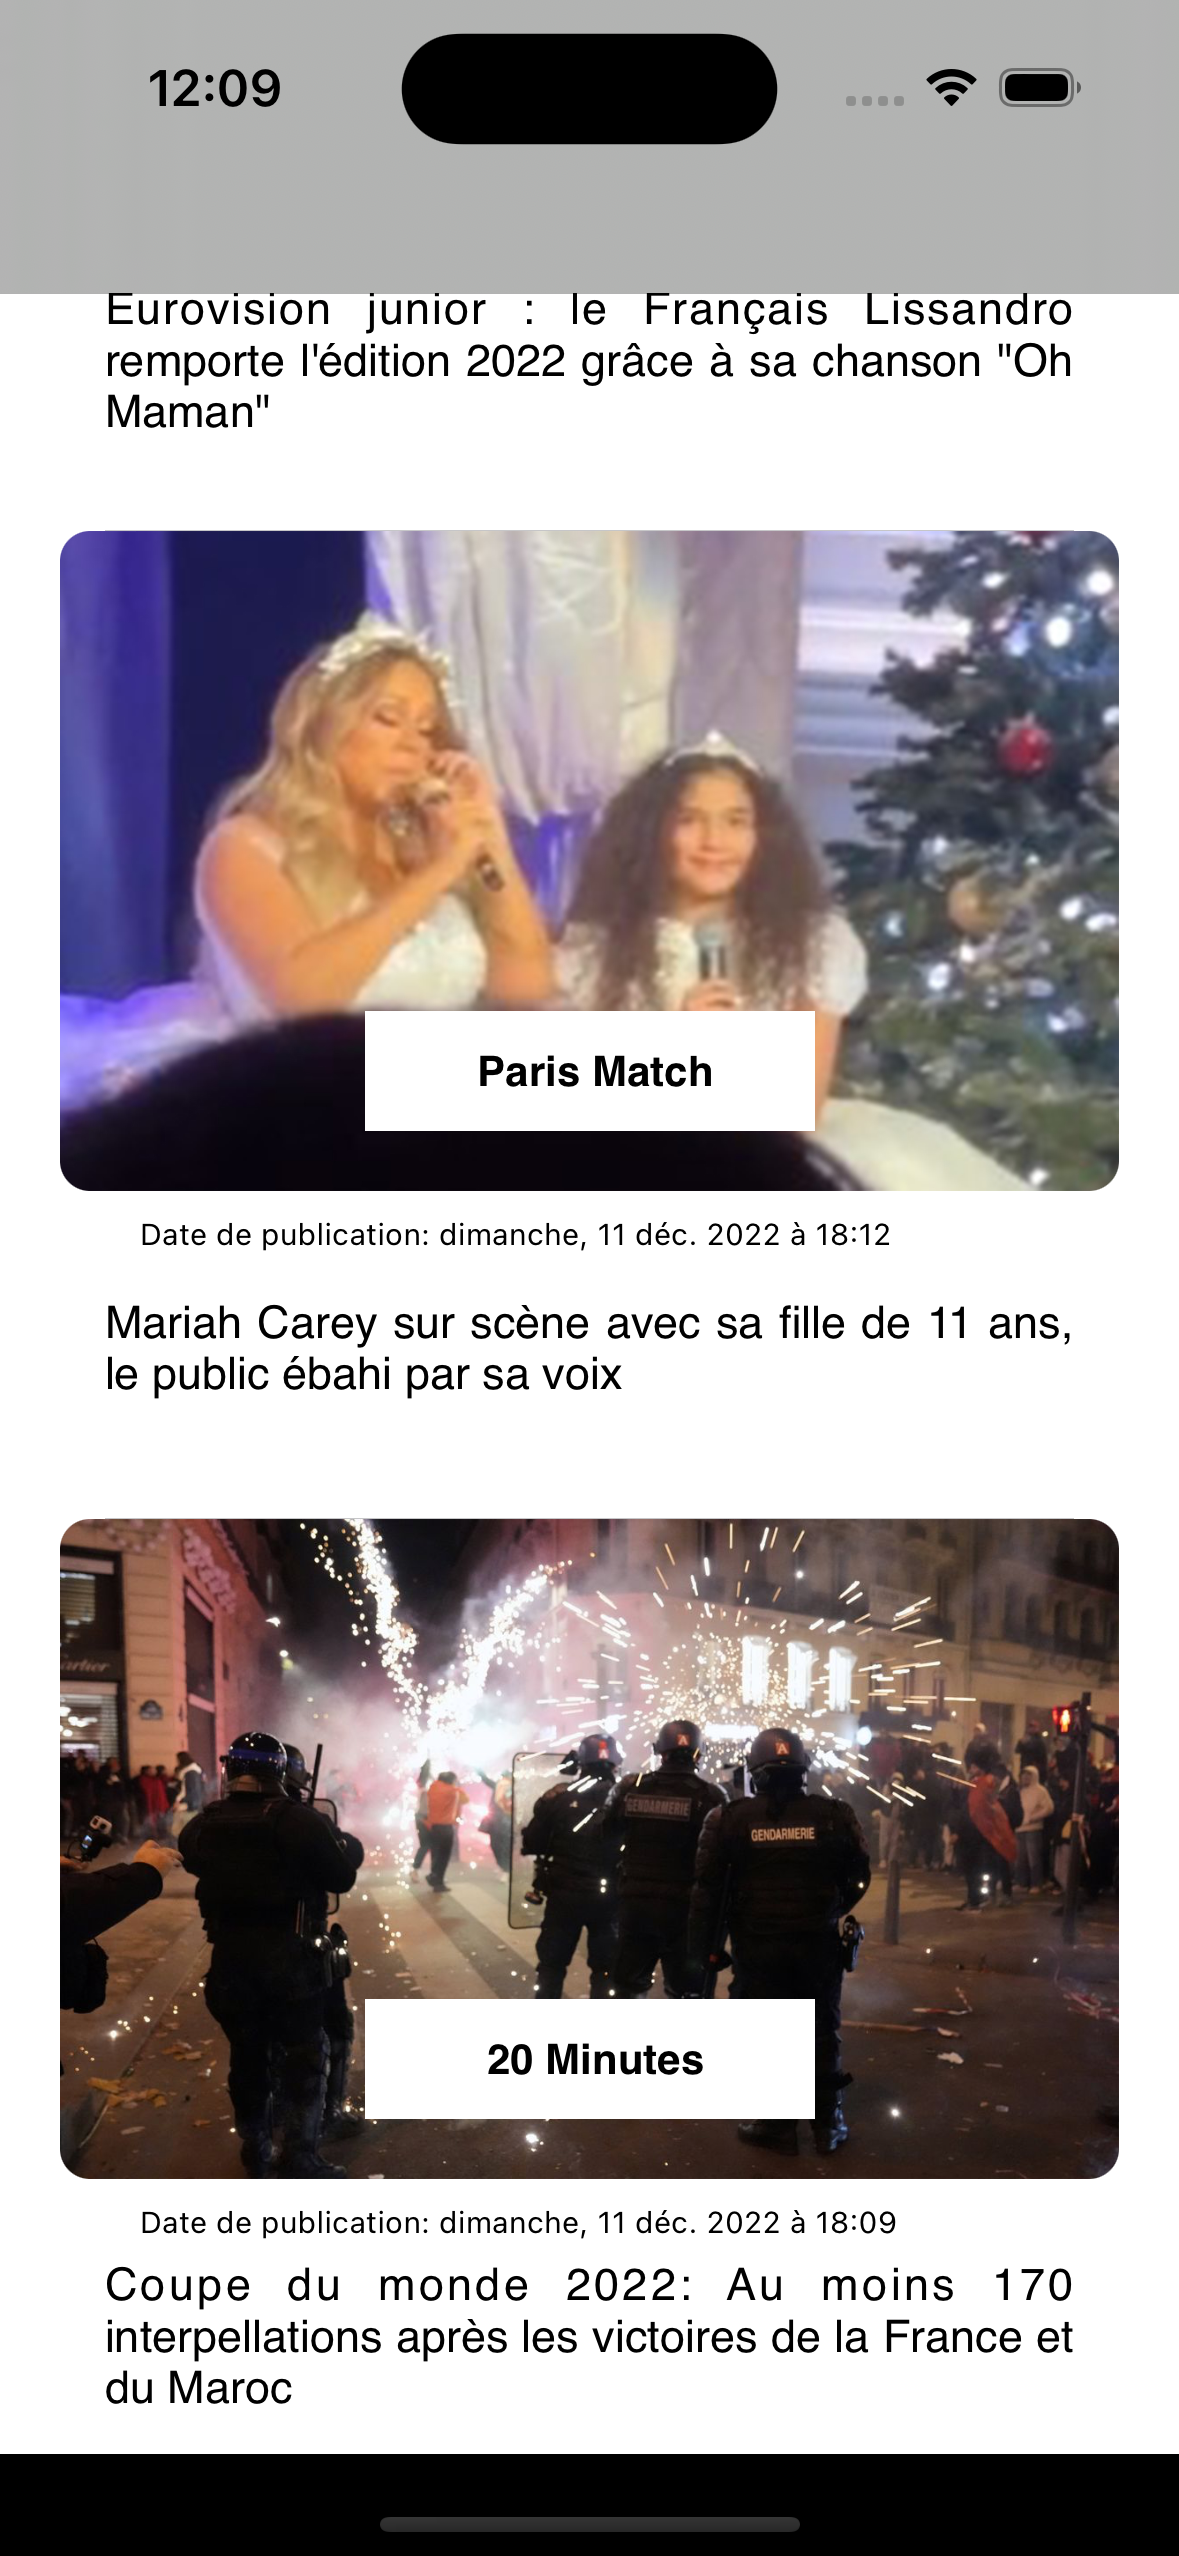 12:09
Eurovision junior : le Français Lissandro
remporte l'édition 2022 grâce à sa chanson "Oh
Maman"
Paris Match
Date de publication: dimanche, 11 déc. 2022 à 18:12
Mariah Carey sur scène avec sa fille de 11 ans,
le public ébahi par sa voix
GENDARMERIE
GENDARMERIE
20 Minutes
Date de publication: dimanche, 11 déc. 2022 à 18:09
Coupe du monde 2022: Au moins 170
interpellations après les victoires de la France et
du Maroc